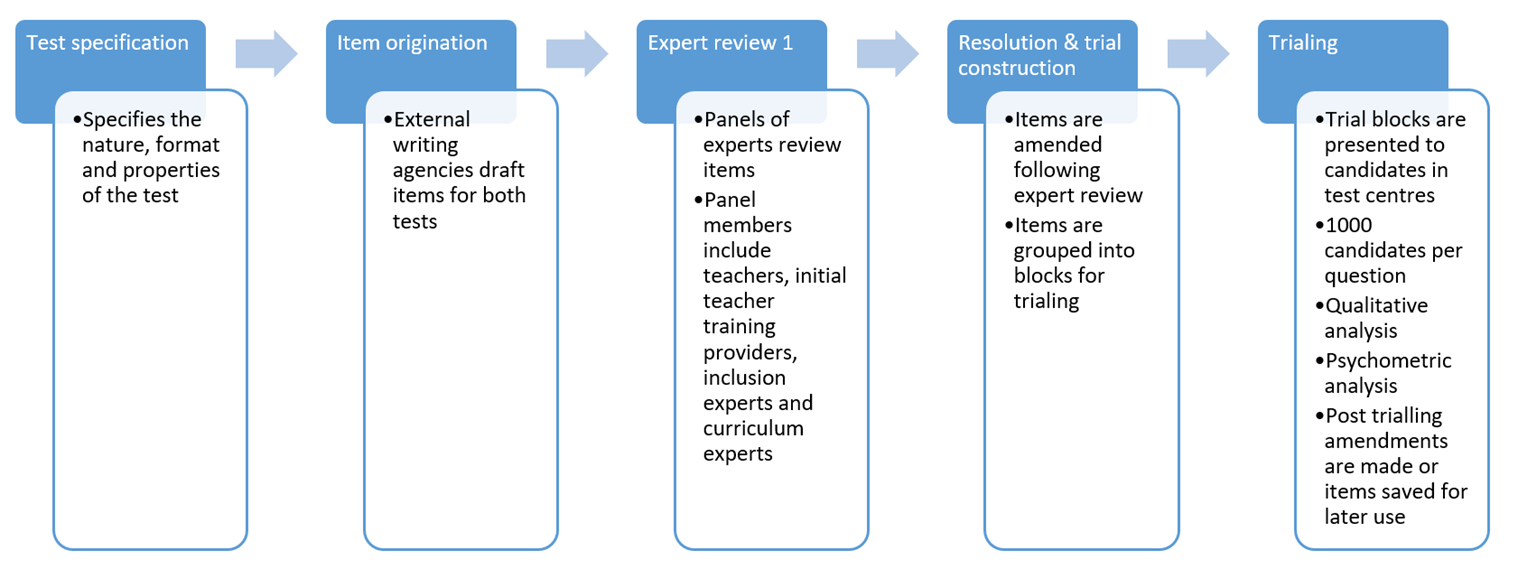 Test specification
•Specifies the
nature, format
and properties
of the test
Item origination
•External
writing
agencies draft
items for both
tests
Expert review 1
•Panels of
experts review
items
•Panel
members
include
teachers, initial
teacher
training
providers,
inclusion
experts and
curriculum
experts
Resolution & trial
construction
•Items are
amended
following
expert review
•Items are
grouped into
blocks for
trialing
Trialing
•Trial blocks are
presented to
candidates in
test centres
•1000
candidates per
question
•Qualitative
analysis
•Psychometric
analysis
•Post trialling
amendments
are made or
items saved for
later use